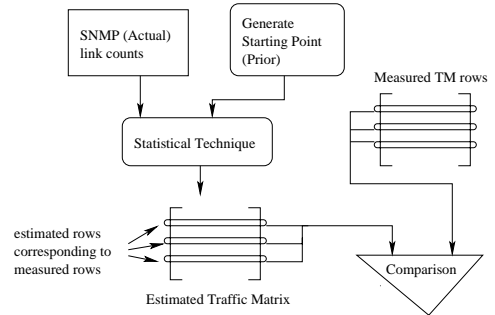 SNMP (Actual)
link counts
Generate
Starting Point
(Prior)
Measured TM rows
Statistical Technique
estimated rows
corresponding to
measured rows
Comparison
Estimated Traffic Matrix